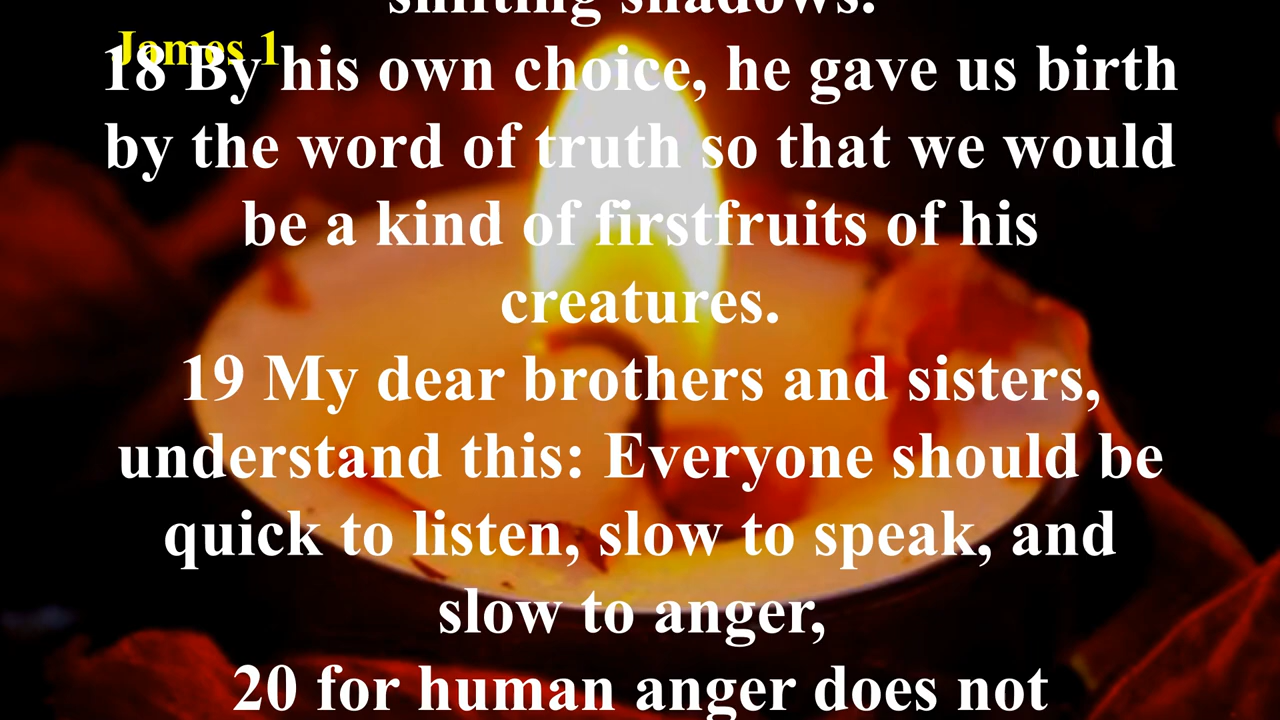 shifting shadows.
James 1
18 By his own choice, he gave us birth
by the word of truth so that we would
be a kind of firstfruits of his
creatures.
19 My dear brothers and sisters,
understand this: Everyone should be
quick to listen, slow to speak, and
slow to anger,
20 for human anger does not